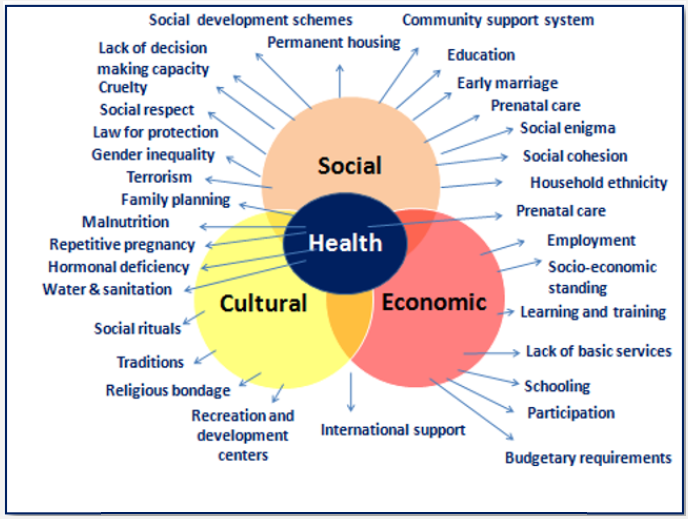 Social development schemes
Community support system
Permanent housing
Lack of decision
making capacity
Cruelty
Social respect
Law for protection
Gender inequality
Terrorism
Family planning
Malnutrition
Repetitive pregnancy
Hormonal deficiency
Water & sanitation
Social rituals
Traditions
Religious bondage
Recreation and
development
centers
International support
Education
Early marriage
Prenatal care
Social enigma
Social cohesion
Household ethnicity
Prenatal care
Employment
Socio-economic
standing
Learning and training
Lack of basic services
Schooling
Participation
Budgetary requirements
Social
Health
Cultural
Economic